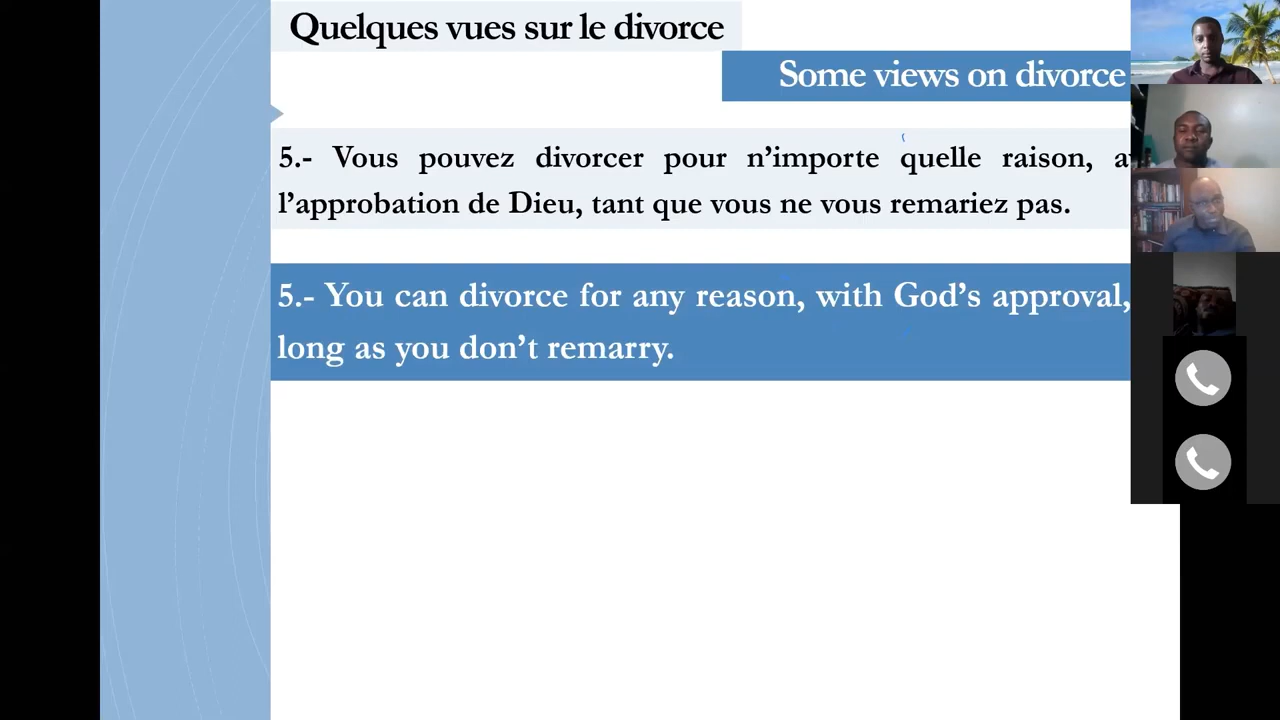 Quelques vues sur le divorce
Some views on divorce
5.- Vous pouvez divorcer pour n’importe quelle raison,
l’approbation de Dieu, tant que vous ne vous remariez pas.
5.- You can divorce for any reason, with God’s approval,
long as you don’t remarry.